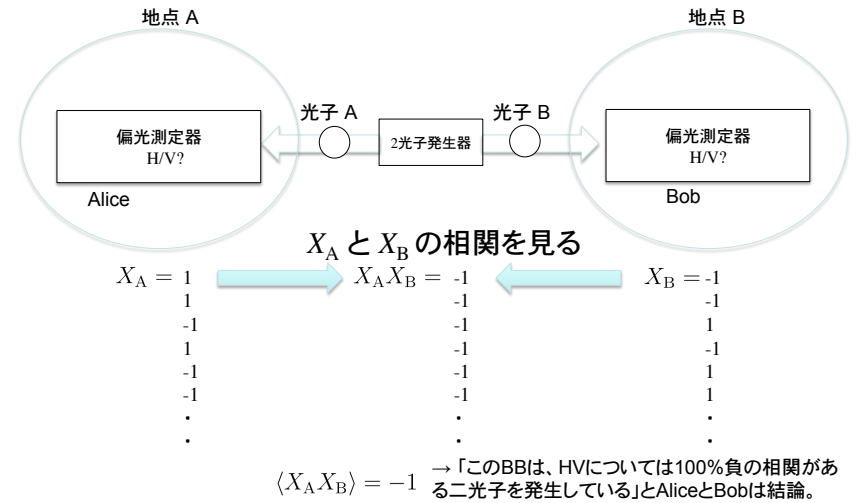 地点 A
地点 B
光子 A
光子 B
偏光測定器
H/V?
2光子発生器
偏光測定器
H/V?
Alice
Bob
X_A と X_B の相関を見る
X_A = 1
1
-1
1
-1
-1
・
・
X_A X_B = -1
-1
-1
-1
-1
-1
・
・
X_B = -1
-1
1
-1
1
1
・
・
⟨X_A X_B⟩ = −1
→「このBBは、HVについては100%負の相関があ
る二光子を発生している」とAliceとBobは結論。